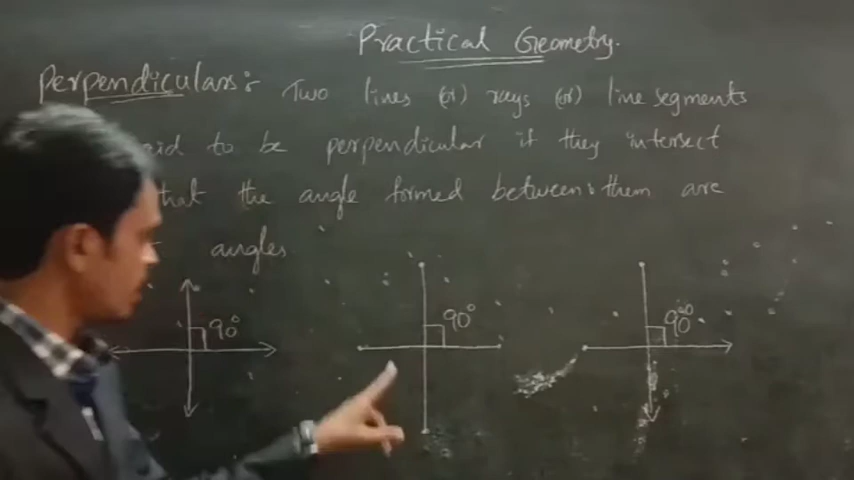 Practical Geometry.
Perpendiculars: Two lines (or) rays (or) line segments
said to be perpendicular if they intersect
that the angle formed between them are
angles
90° 90° 90°